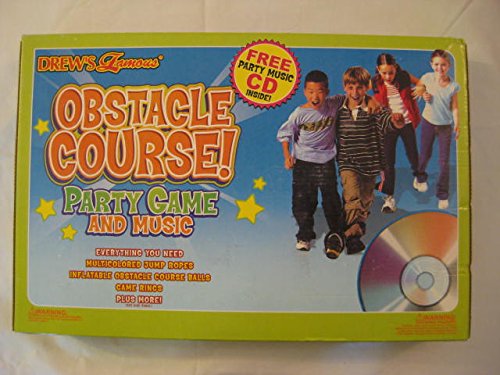 DREW'S Famous
FREE
PARTY MUSIC
CD
INSIDE!
OBSTACLE
COURSE!
PARTY GAME
AND MUSIC
EVERYTHING YOU NEED
MULTICOLORED JUMP ROPES
INFLATABLE OBSTACLE COURSE BALLS
GAME RINGS
PLUS MORE!
WARNING:
WARNING: